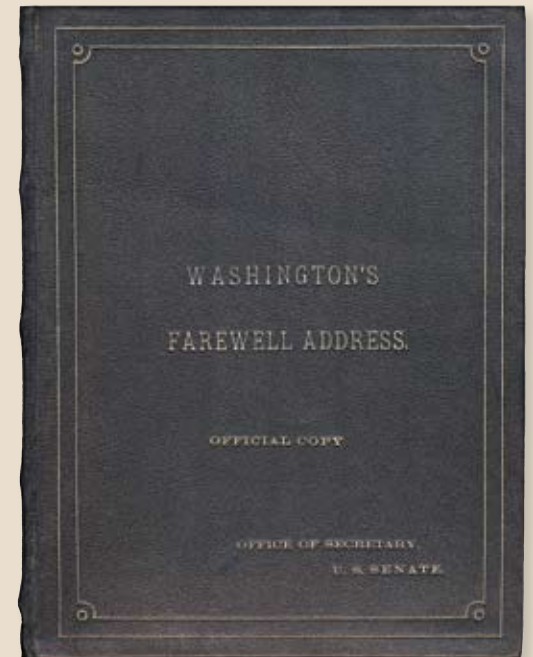 WASHINGTON'S
FAREWELL ADDRESS.
OFFICIAL COPY
OFFICE OF SECRETARY,
U. S. SENATE.